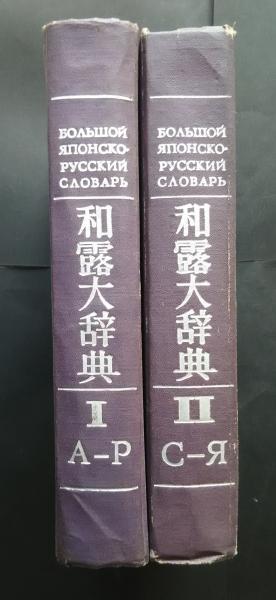 БОЛЬШОЙ
ЯПОНСКО-
РУССКИЙ
СЛОВАРЬ
和露大辞典
I
А-Р
БОЛЬШОЙ
ЯПОНСКО-
РУССКИЙ
СЛОВАРЬ
和露大辞典
II
С-Я